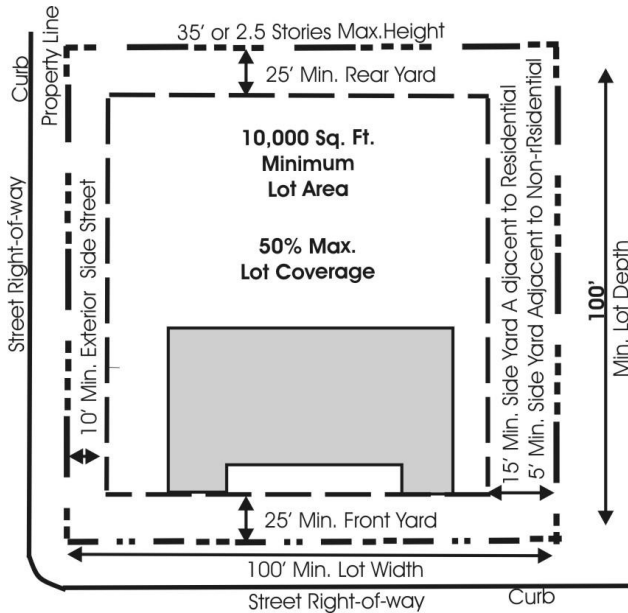 35' or 2.5 Stories Max.Height
25' Min. Rear Yard
Curb
Property Line
Street Right-of-way
10' Min. Exterior Side Street
10,000 Sq. Ft.
Minimum
Lot Area
50% Max.
Lot Coverage
15' Min. Side Yard A djacent to Residential
5' Min. Side Yard Adjacent to Non-rRsidential
100'
Min. Lot Depth
25' Min. Front Yard
100' Min. Lot Width
Street Right-of-way
Curb